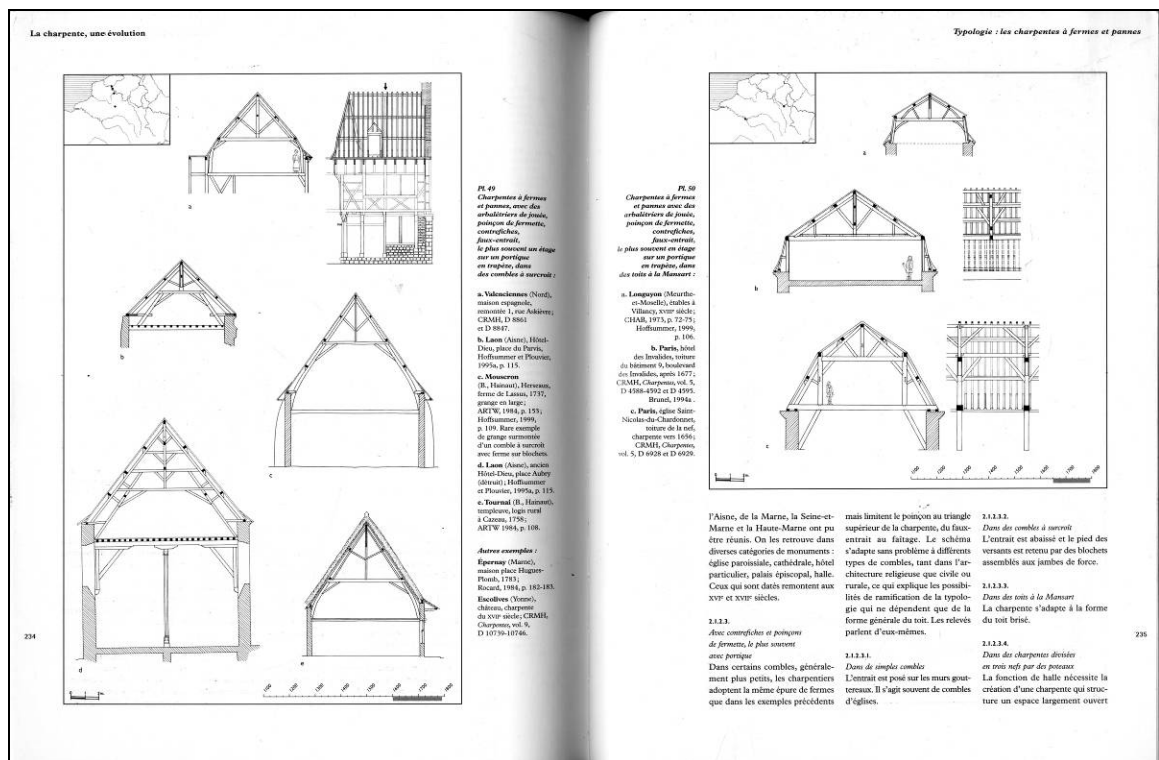 La charpente, une évolution
a
b
c
d
e
1200
1300
1400
1500
1600
1700
1800
Pl. 49
Charpentes à fermes
et pannes, avec des
arbalétriers de jouée,
poinçon de fermette,
contrefiches,
faux-entrait,
le plus souvent un étage
sur un portique
en trapèze, dans
des combles à surcroît :
a. Valenciennes (Nord),
maison espagnole,
remontée 1, rue Askièvre;
CRMH, D 8861
et D 8847.
b. Laon (Aisne), Hôtel-
Dieu, place du Parvis,
Hoffsummer et Plouvier,
1995a, p. 115.
c. Mouscron
(B., Hainaut), Herseaux,
ferme de Lassus, 1737,
grange en large;
ARTW, 1984, p. 155;
Hoffsummer, 1999,
p. 109. Rare exemple
de grange surmontée
d'un comble à surcroît
avec ferme sur blochets.
d. Laon (Aisne), ancien
Hôtel-Dieu, place Aubry
(détruit); Hoffsummer
et Plouvier, 1995a, p. 115.
e. Tournai (B., Hainaut),
templeuve, logis rural
à Cazeau, 1758;
ARTW 1984, p. 108.
Autres exemples :
Épernay (Marne),
maison place Hugues-
Plomb, 1783;
Rocard, 1984, p. 182-183.
Escolives (Yonne),
château, charpente
du XVIIe siècle; CRMH,
Charpentes, vol. 9,
D 10739-10746.
234
Typologie : les charpentes à fermes et pannes
Pl. 50
Charpentes à fermes
et pannes avec des
arbalétriers de jouée,
poinçon de fermette,
contrefiches,
faux-entrait,
le plus souvent en étage
sur un portique
en trapèze, dans
des toits à la Mansart :
a. Longuyon (Meurthe-
et-Moselle), étables à
Villancy, XVIIIe siècle;
CHAB, 1973, p. 72-75;
Hoffsummer, 1999,
p. 106.
b. Paris, hôtel
des Invalides, toiture
du bâtiment 9, boulevard
des Invalides, après 1677;
CRMH, Charpentes, vol. 5,
D 4588-4592 et D 4595.
Brunel, 1994a .
c. Paris, église Saint-
Nicolas-du-Chardonnet,
toiture de la nef,
charpente vers 1656;
CRMH, Charpentes,
vol. 5, D 6928 et D 6929.
a
b
c
1200
1300
1400
1500
1600
1700
1800
l'Aisne, de la Marne, la Seine-et-
Marne et la Haute-Marne ont pu
être réunis. On les retrouve dans
diverses catégories de monuments :
église paroissiale, cathédrale, hôtel
particulier, palais épiscopal, halle.
Ceux qui sont datés remontent aux
XVIe et XVIIe siècles.
2.1.2.3.
Avec contrefiches et poinçons
de fermette, le plus souvent
avec portique
Dans certains combles, générale-
ment plus petits, les charpentiers
adoptent la même épure de fermes
que dans les exemples précédents
mais limitent le poinçon au triangle
supérieur de la charpente, du faux-
entrait au faîtage. Le schéma
s'adapte sans problème à différents
types de combles, tant dans l'ar-
chitecture religieuse que civile ou
rurale, ce qui explique les possibi-
lités de ramification de la typolo-
gie qui ne dépendent que de la
forme générale du toit. Les relevés
parlent d'eux-mêmes.
2.1.2.3.1.
Dans de simples combles
L'entrait est posé sur les murs gout-
tereaux. Il s'agit souvent de combles
d'églises.
2.1.2.3.2.
Dans des combles à surcroît
L'entrait est abaissé et le pied des
versants est retenu par des blochets
assemblés aux jambes de force.
2.1.2.3.3.
Dans des toits à la Mansart
La charpente s'adapte à la forme
du toit brisé.
2.1.2.3.4.
Dans des charpentes divisées
en trois nefs par des poteaux
La fonction de halle nécessite la
création d'une charpente qui struc-
ture un espace largement ouvert
235